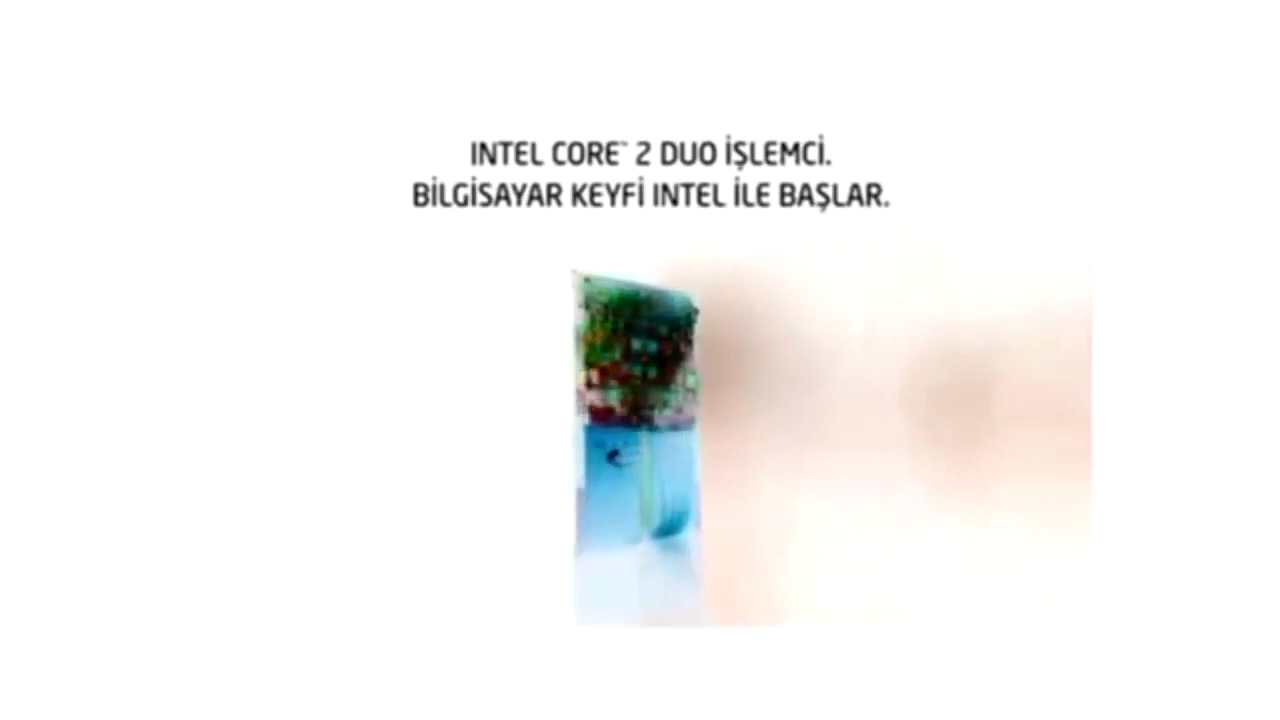 INTEL CORE™ 2 DUO İŞLEMCİ.
BİLGİSAYAR KEYFİ INTEL İLE BAŞLAR.